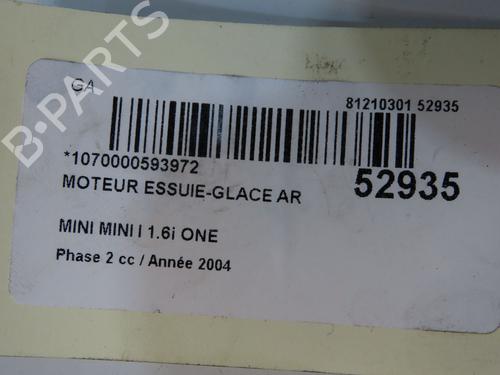 GA
81210301 52935
*1070000593972
52935
MOTEUR ESSUIE-GLACE AR
MINI MINI I 1.6i ONE
Phase 2 cc / Année 2004
B-PARTS